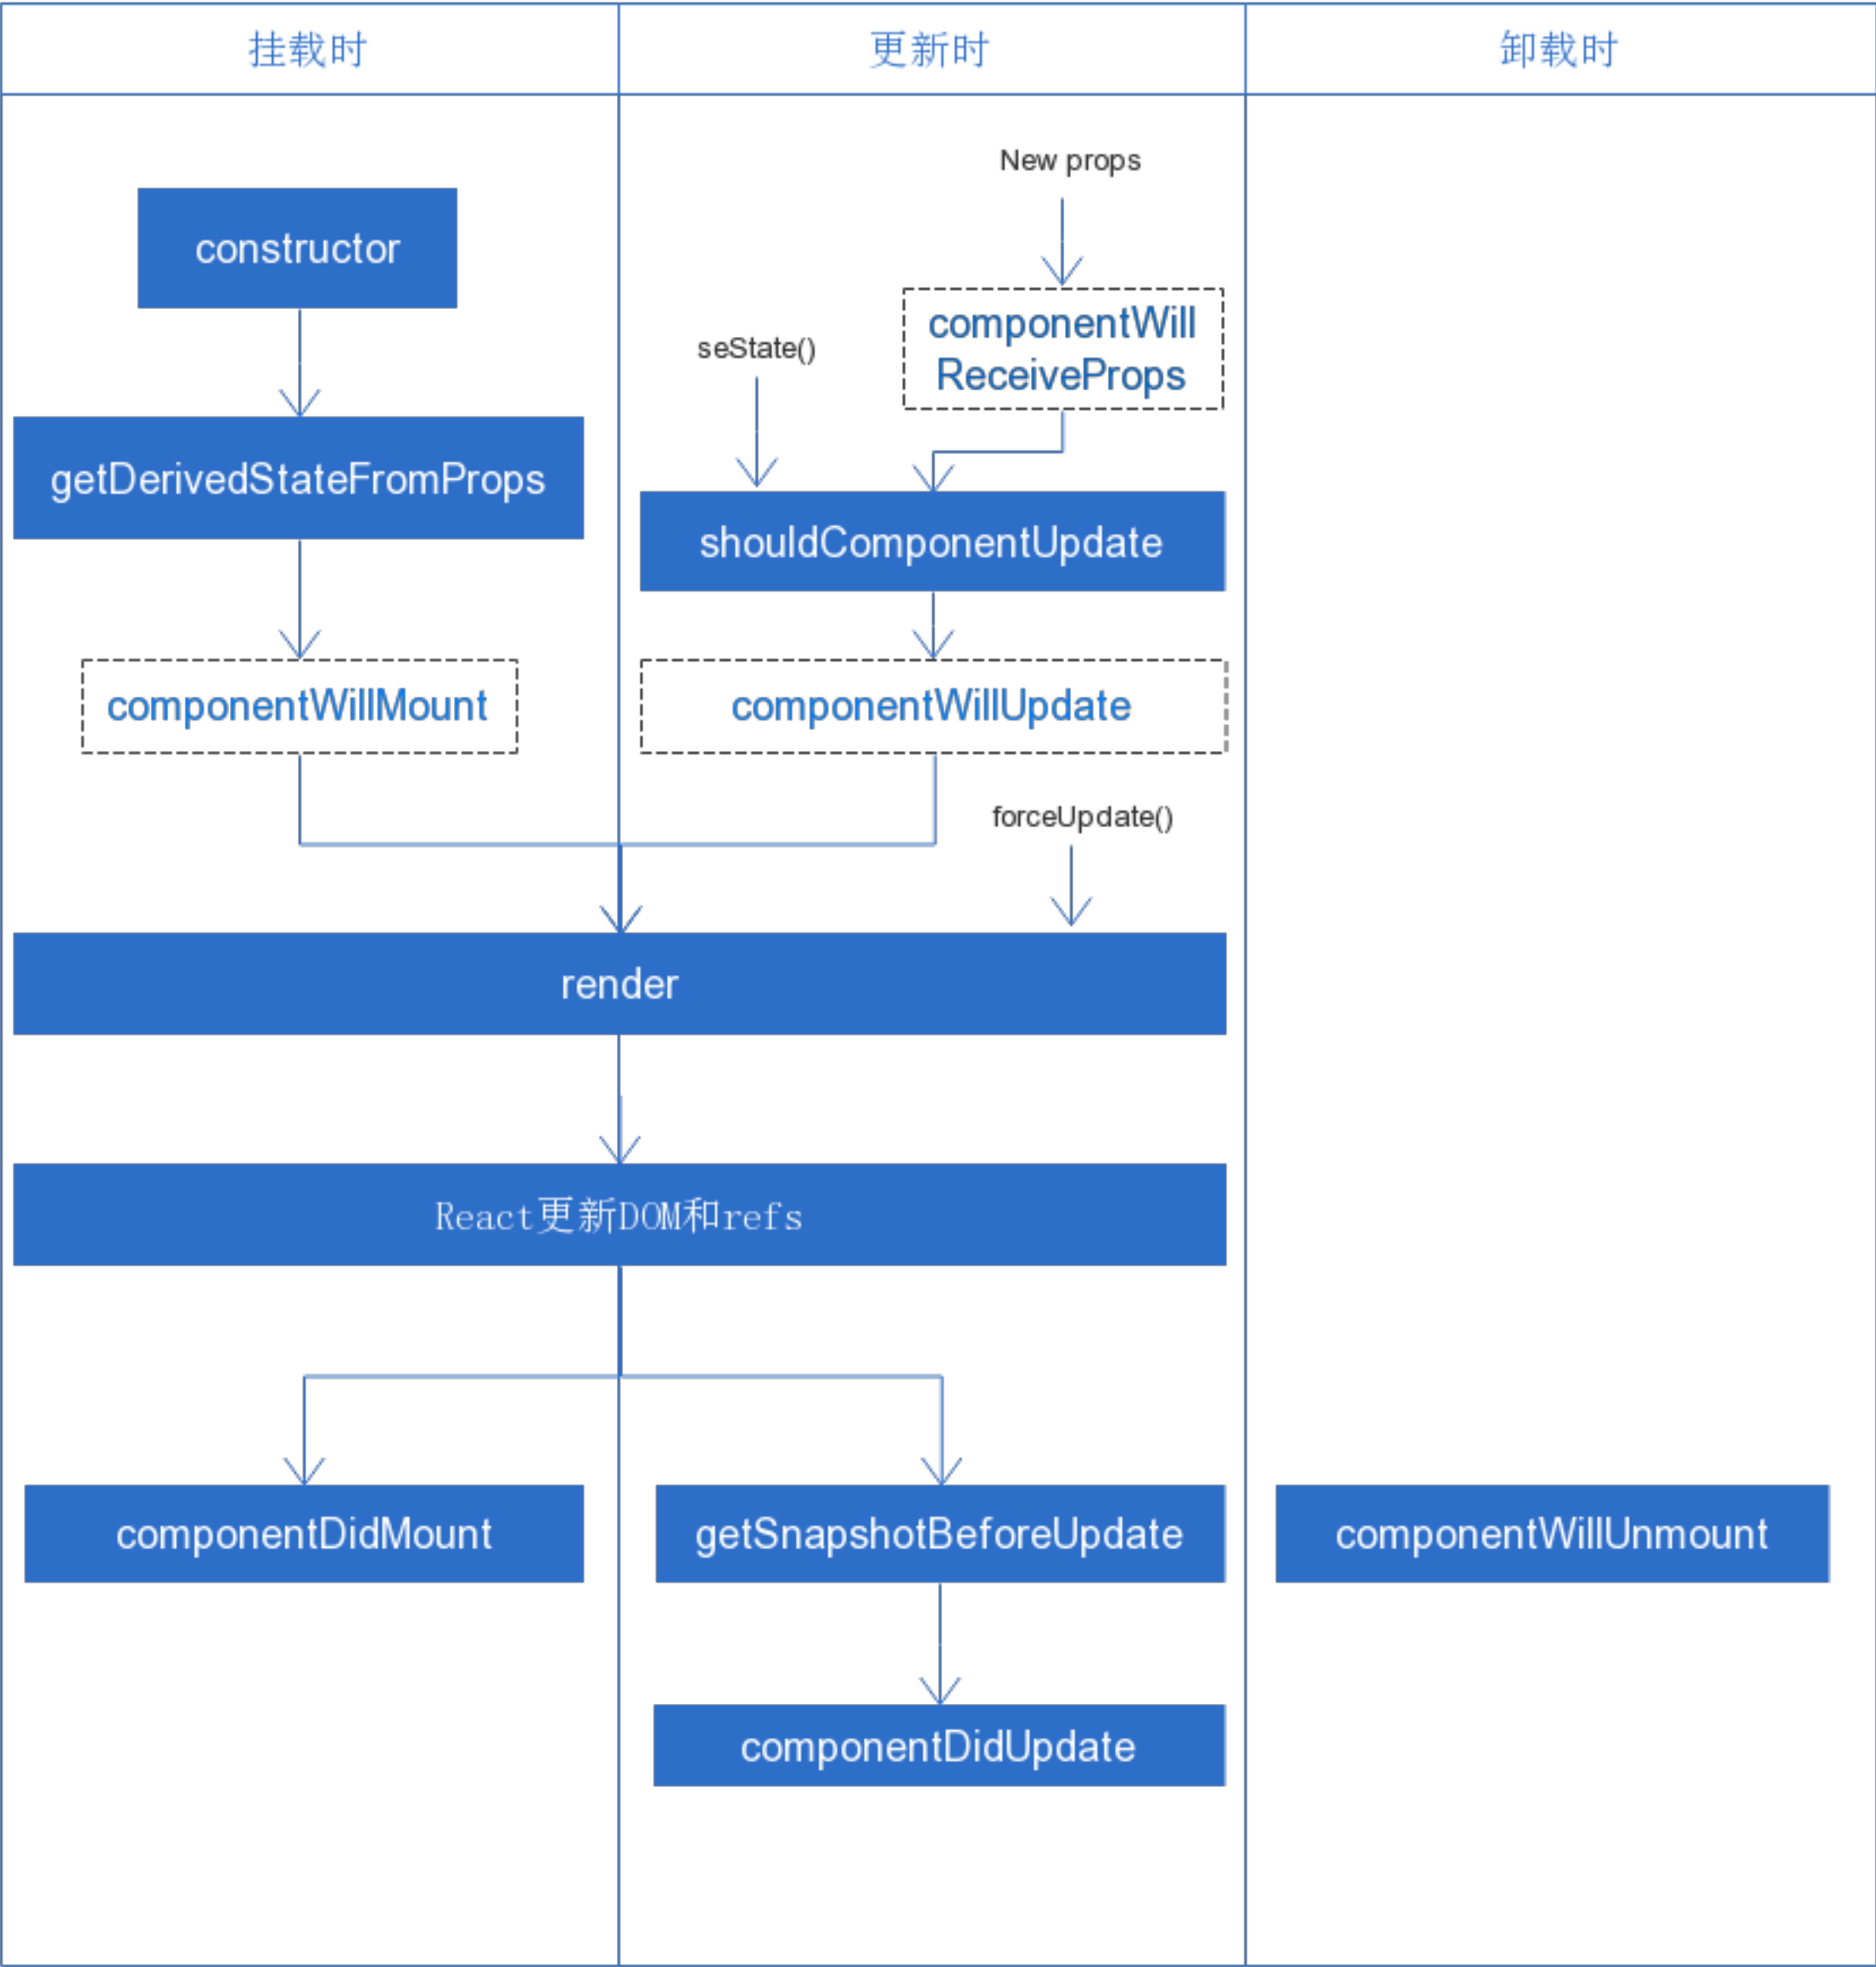 挂载时
更新时
卸载时
New props
constructor
componentWill
ReceiveProps
seState()
getDerivedStateFromProps
shouldComponentUpdate
componentWillMount
componentWillUpdate
forceUpdate()
render
React更新DOM和refs
componentDidMount
getSnapshotBeforeUpdate
componentWillUnmount
componentDidUpdate